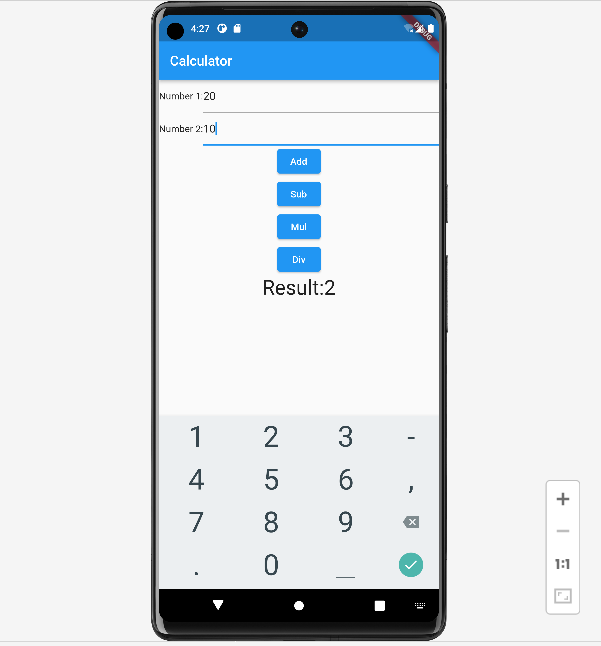 4:27
DEBUG
Calculator
Number 1:20
Number 2:10
Add
Sub
Mul
Div
Result:2
1 2 3 -
4 5 6 ,
7 8 9
. 0 _
+
−
1:1